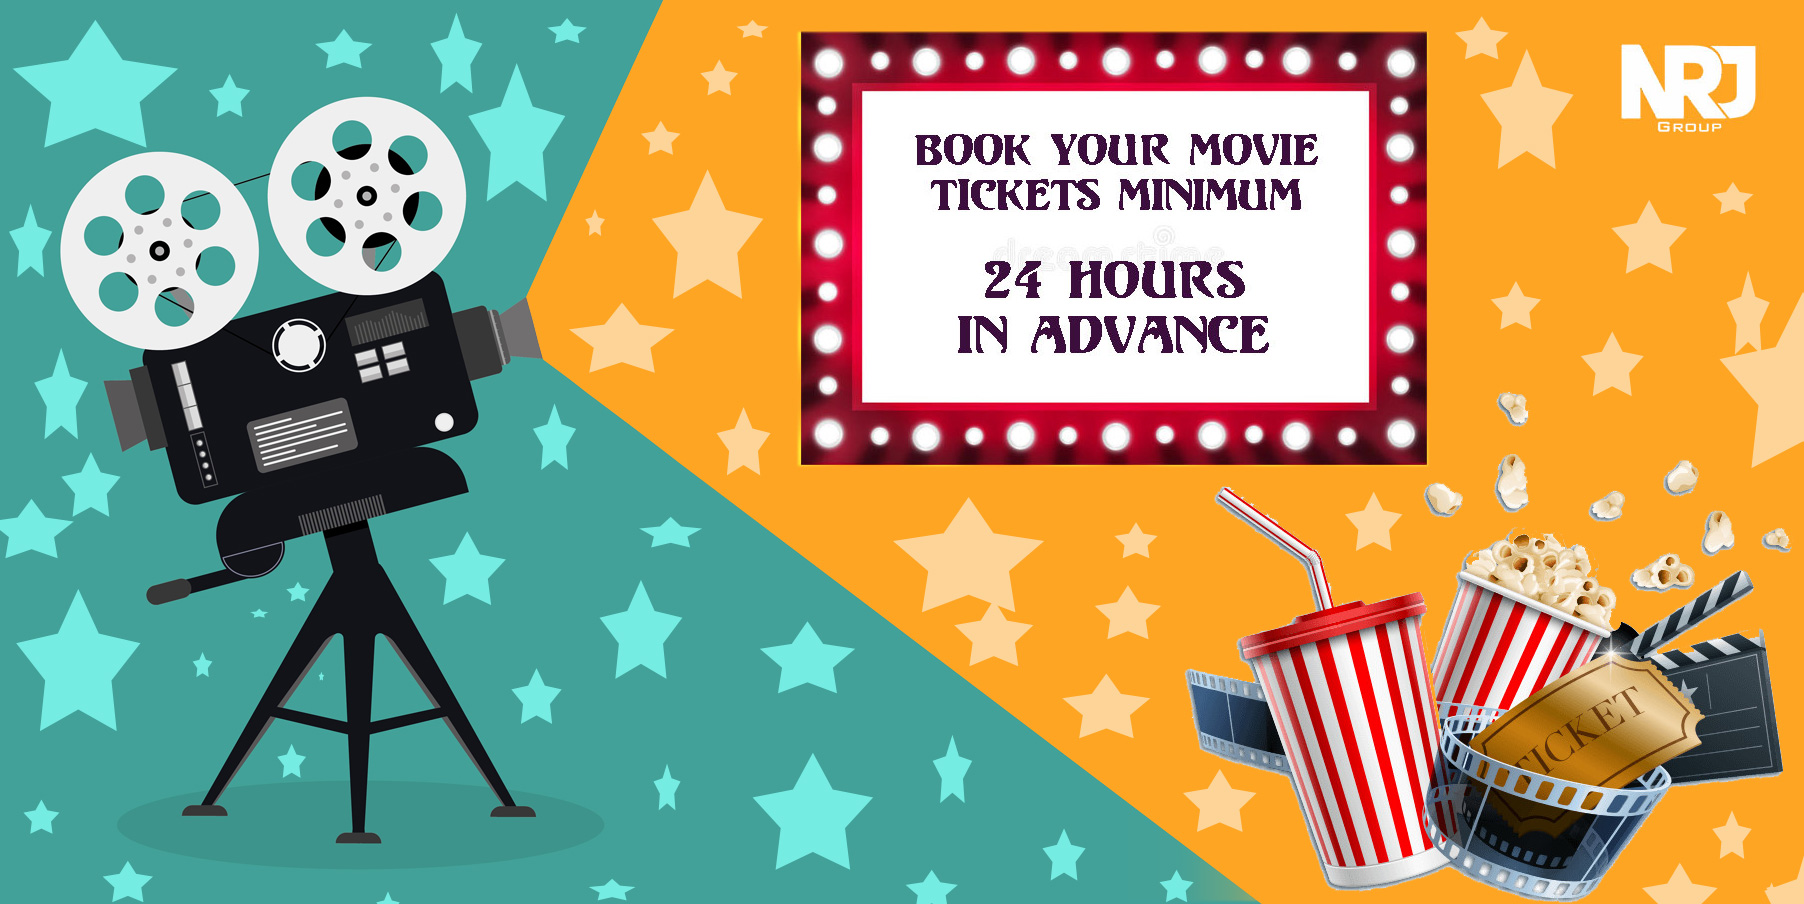 BOOK YOUR MOVIE
TICKETS MINIMUM
24 HOURS
IN ADVANCE
NRJ
GROUP
TICKET